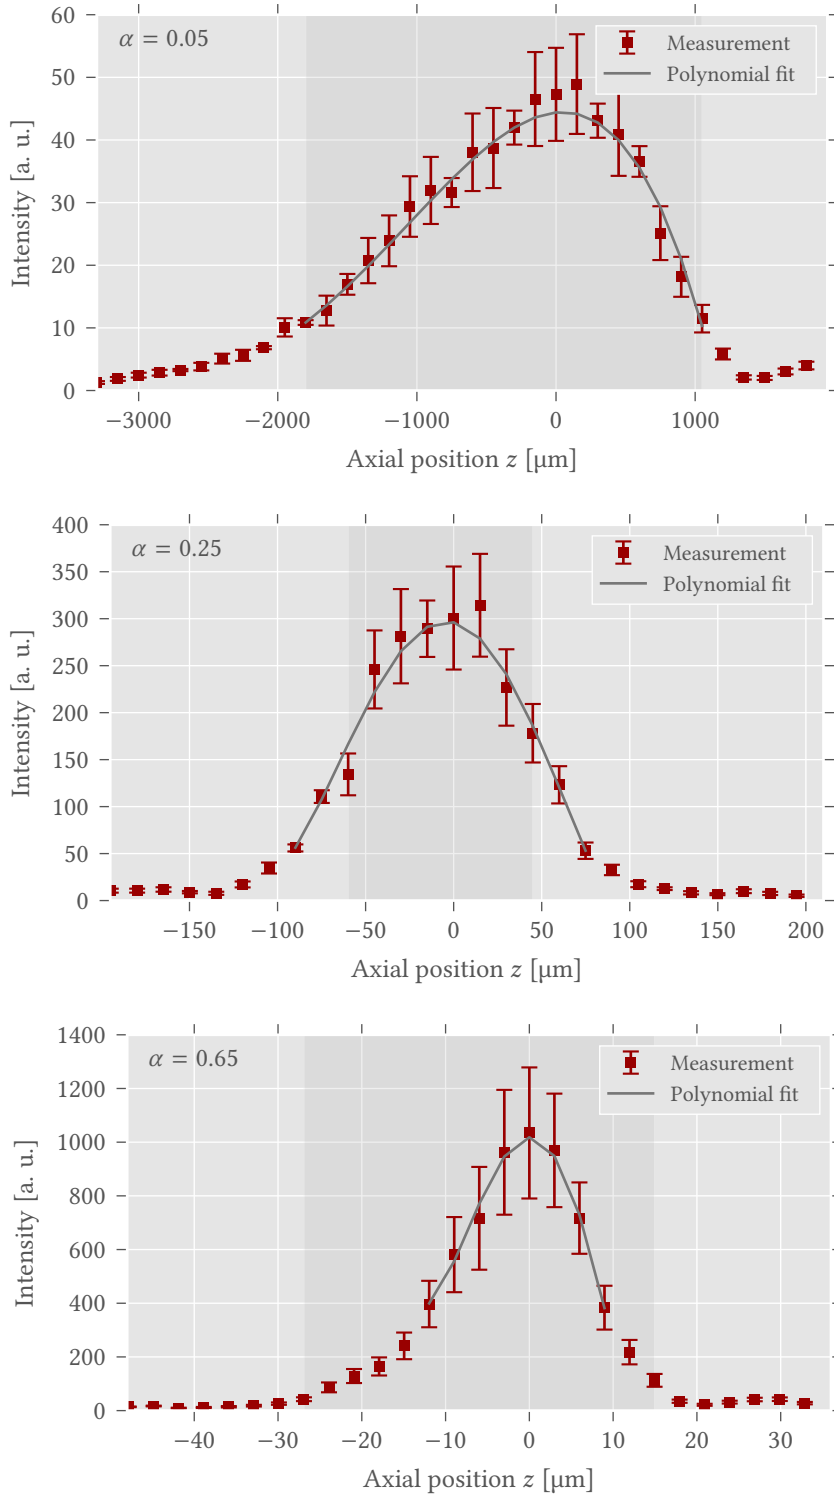 60
50
40
30
20
10
0
Intensity [a. u.]
α = 0.05
Measurement
Polynomial fit
−3000 −2000 −1000 0 1000
Axial position z [µm]
400
350
300
250
200
150
100
50
0
Intensity [a. u.]
α = 0.25
Measurement
Polynomial fit
−150 −100 −50 0 50 100 150 200
Axial position z [µm]
1400
1200
1000
800
600
400
200
0
Intensity [a. u.]
α = 0.65
Measurement
Polynomial fit
−40 −30 −20 −10 0 10 20 30
Axial position z [µm]